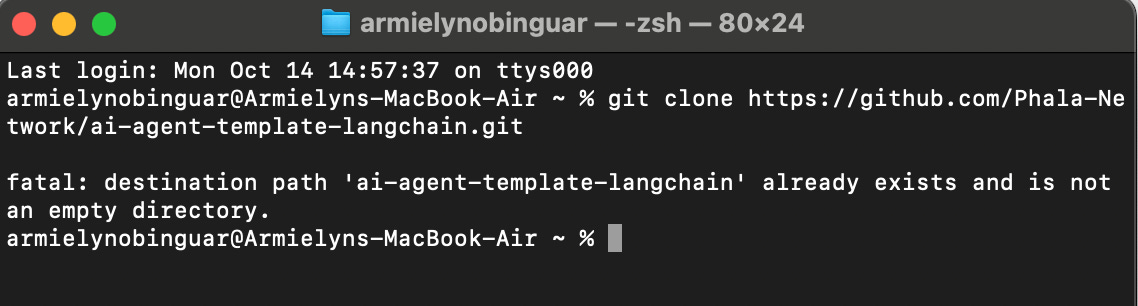 armielynobinguar — -zsh — 80×24
Last login: Mon Oct 14 14:57:37 on ttys000
armielynobinguar@Armielyns-MacBook-Air ~ % git clone https://github.com/Phala-Ne
twork/ai-agent-template-langchain.git
fatal: destination path 'ai-agent-template-langchain' already exists and is not
an empty directory.
armielynobinguar@Armielyns-MacBook-Air ~ %